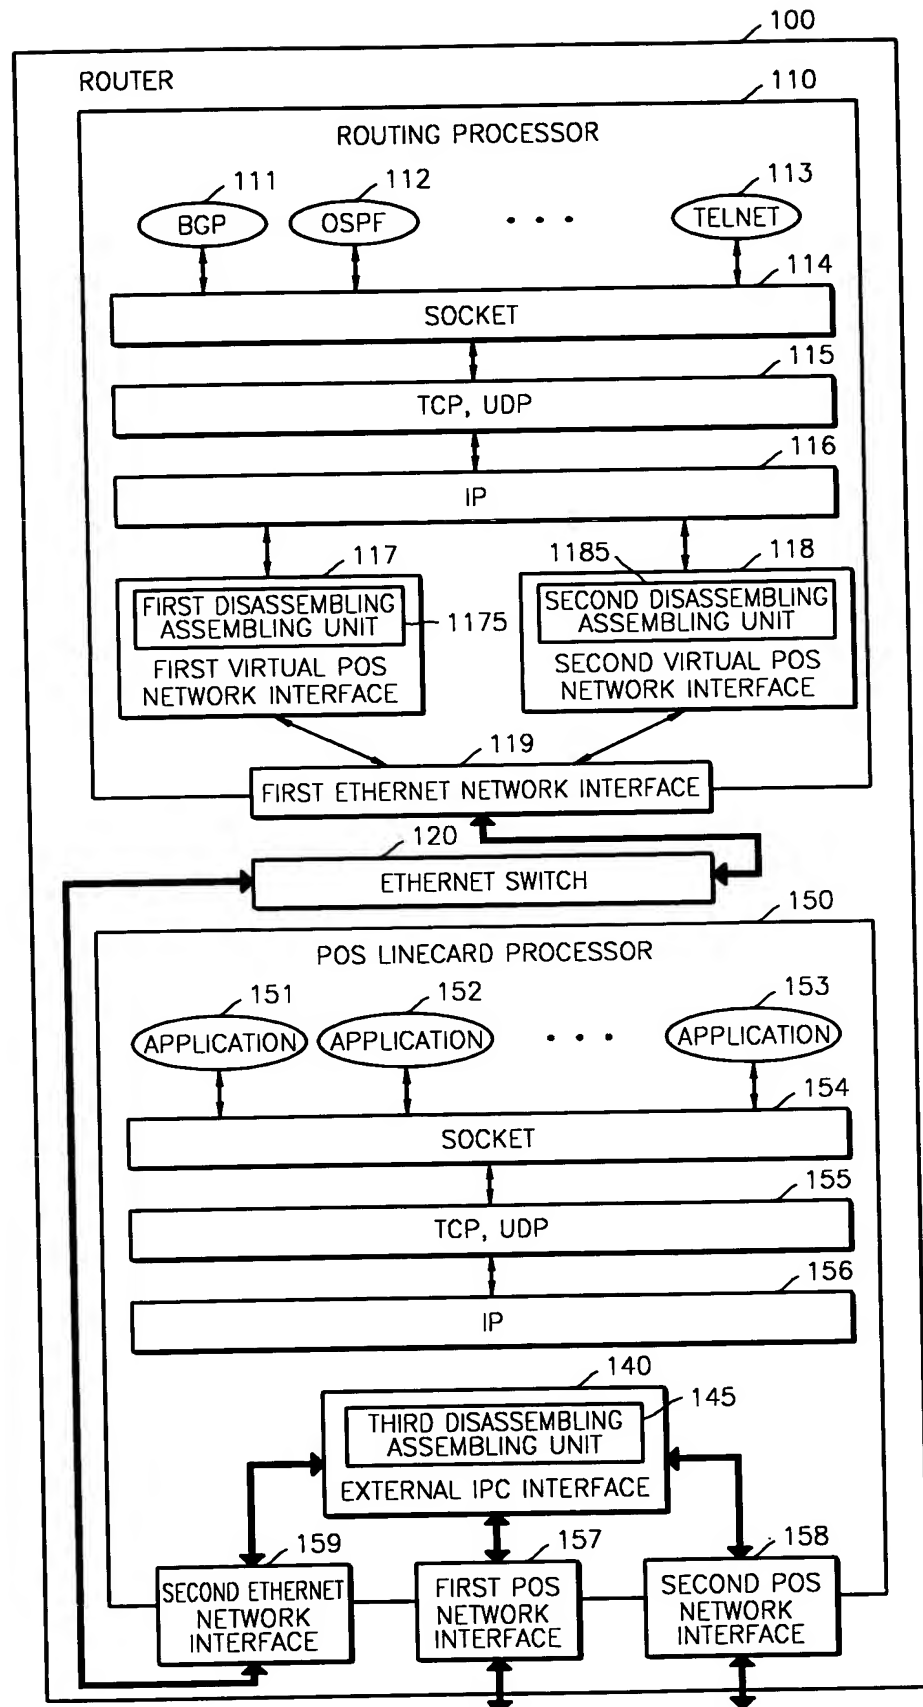 100
ROUTER
110
ROUTING PROCESSOR
111
112
113
BGP
OSPF
. . .
TELNET
114
SOCKET
115
TCP, UDP
116
IP
117
1185
118
FIRST DISASSEMBLING
ASSEMBLING UNIT
1175
FIRST VIRTUAL POS
NETWORK INTERFACE
SECOND DISASSEMBLING
ASSEMBLING UNIT
SECOND VIRTUAL POS
NETWORK INTERFACE
119
FIRST ETHERNET NETWORK INTERFACE
120
ETHERNET SWITCH
150
POS LINECARD PROCESSOR
151
152
153
APPLICATION
APPLICATION
. . .
APPLICATION
154
SOCKET
155
TCP, UDP
156
IP
140
THIRD DISASSEMBLING
ASSEMBLING UNIT
145
EXTERNAL IPC INTERFACE
159
157
158
SECOND ETHERNET
NETWORK
INTERFACE
FIRST POS
NETWORK
INTERFACE
SECOND POS
NETWORK
INTERFACE